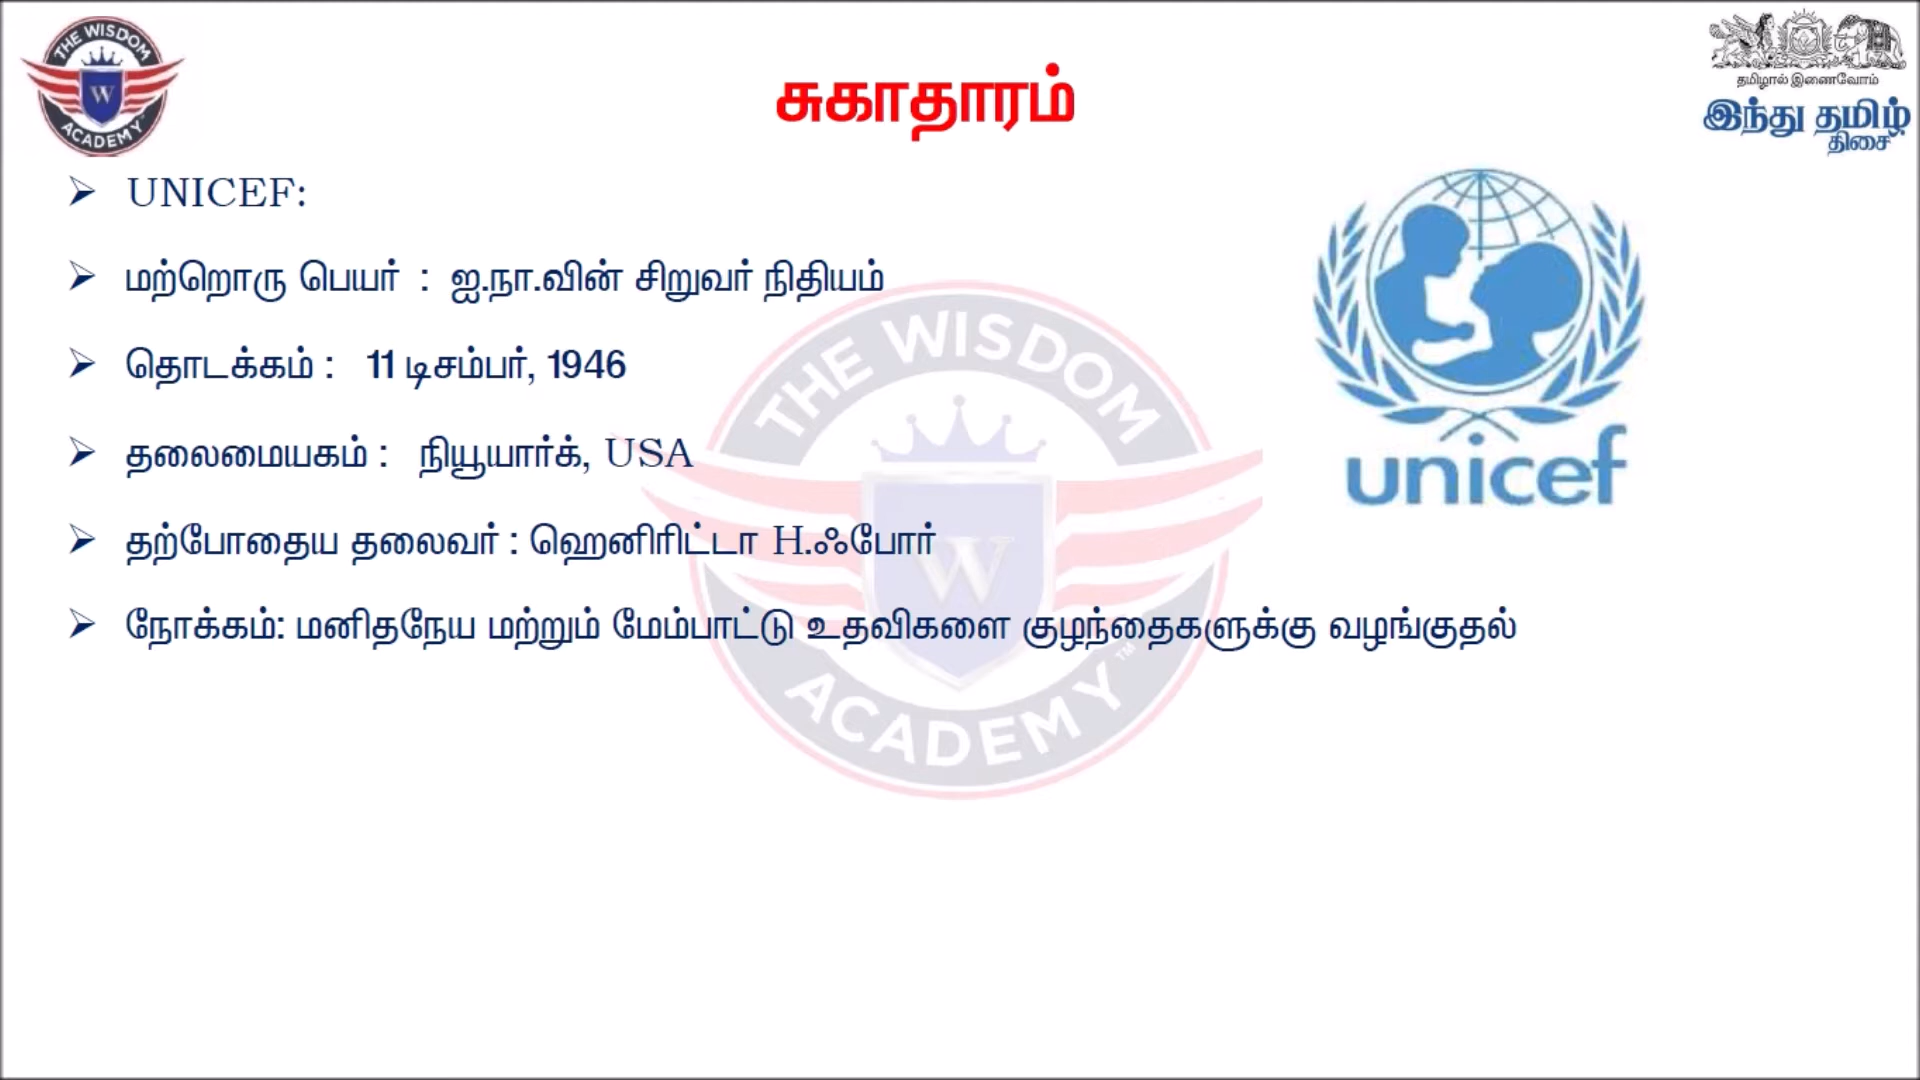 THE WISDOM ACADEMY
W
சுகாதாரம்
தமிழால் இணைவோம்
இந்து தமிழ்
திசை
UNICEF:
மற்றொரு பெயர் : ஐ.நா.வின் சிறுவர் நிதியம்
தொடக்கம் : 11 டிசம்பர், 1946
தலைமையகம் : நியூயார்க், USA
தற்போதைய தலைவர் : ஹெனிரிட்டா H.ஃபோர்
நோக்கம்: மனிதநேய மற்றும் மேம்பாட்டு உதவிகளை குழந்தைகளுக்கு வழங்குதல்
unicef
THE WISDOM
W
ACADEMY™